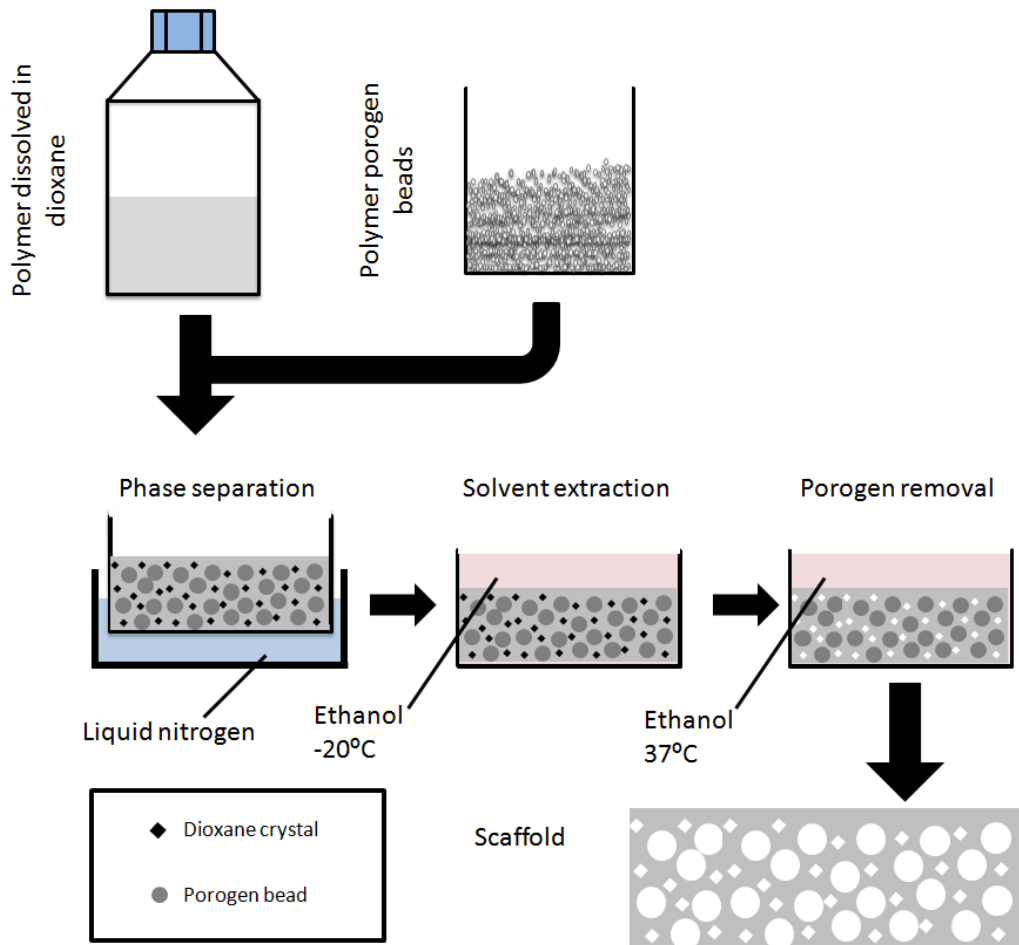 Polymer dissolved in
dioxane
Polymer porogen
beads
Phase separation
Solvent extraction
Porogen removal
Liquid nitrogen
Ethanol
-20°C
Ethanol
37°C
Dioxane crystal
Porogen bead
Scaffold